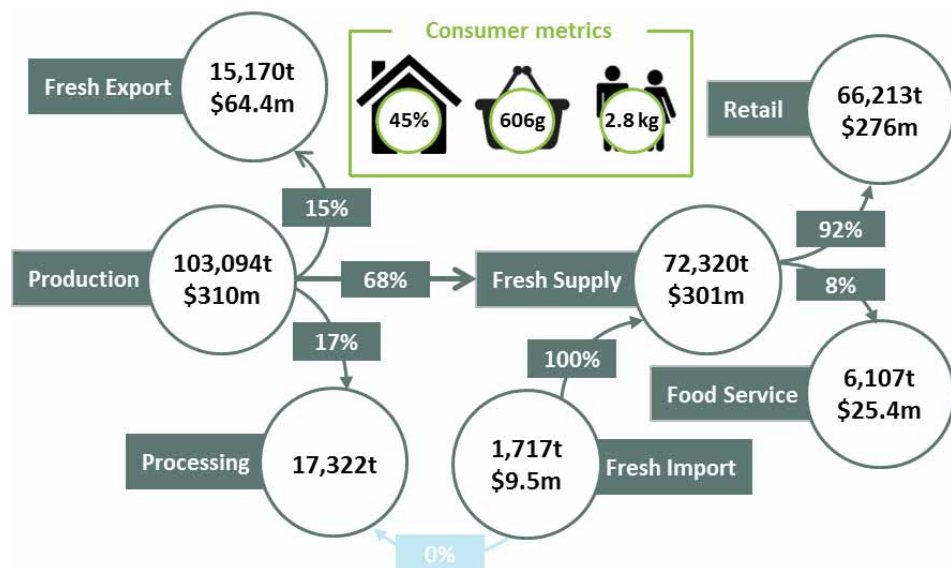 Consumer metrics
45%
606g
2.8 kg
Fresh Export
15,170t
$64.4m
Retail
66,213t
$276m
15%
92%
Production
103,094t
$310m
68%
Fresh Supply
72,320t
$301m
8%
17%
100%
Food Service
6,107t
$25.4m
Processing
17,322t
1,717t
$9.5m
Fresh Import
0%